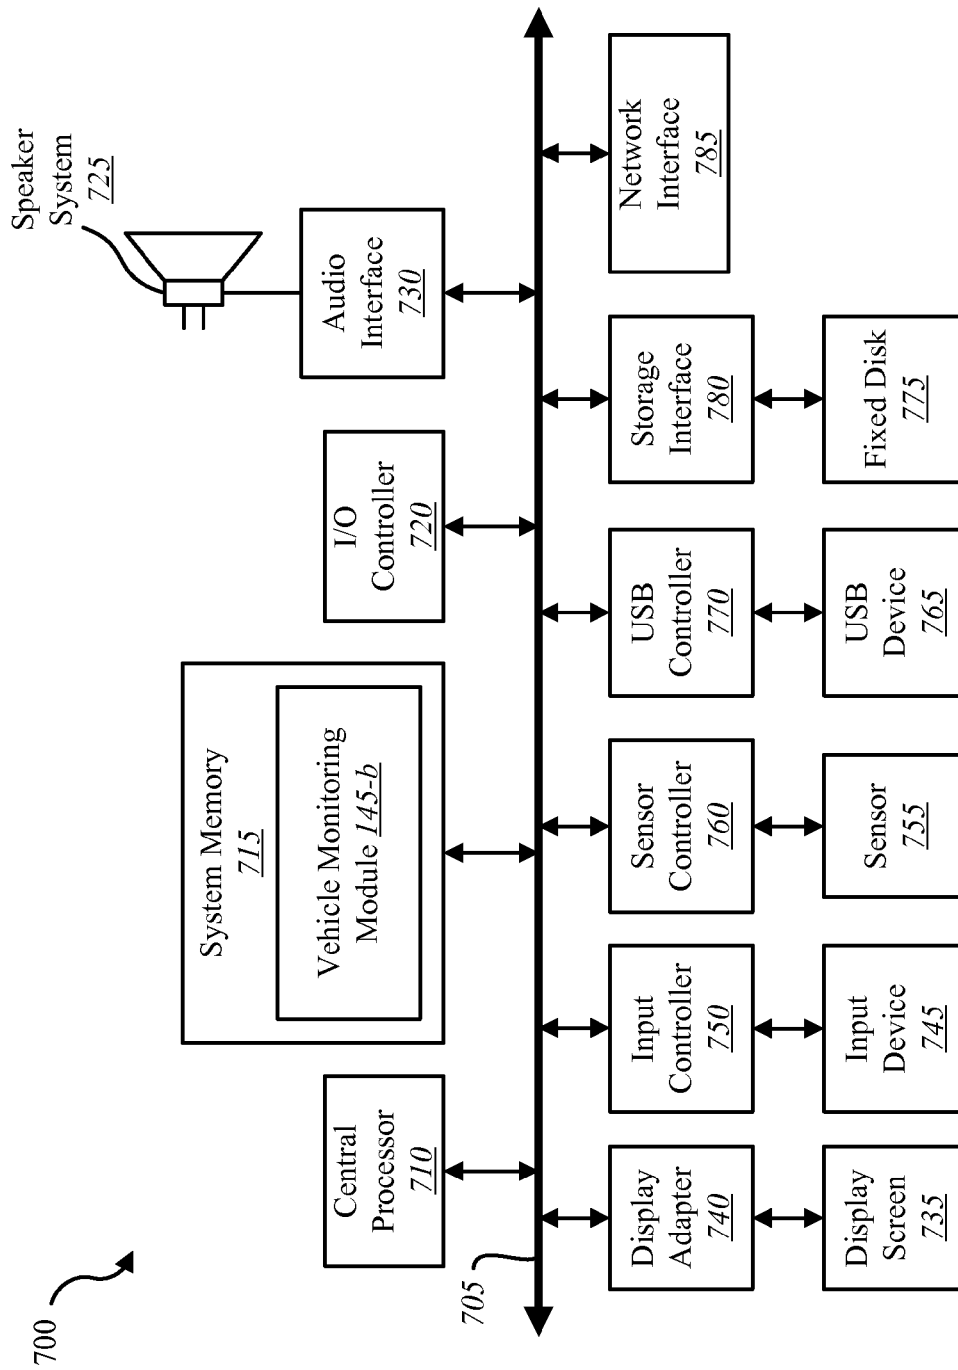 700
Speaker
System
725
System Memory
715
Vehicle Monitoring
Module 145-b
Central
Processor
710
I/O
Controller
720
Audio
Interface
730
705
Display
Adapter
740
Input
Controller
750
Sensor
Controller
760
USB
Controller
770
Storage
Interface
780
Network
Interface
785
Display
Screen
735
Input
Device
745
Sensor
755
USB
Device
765
Fixed Disk
775